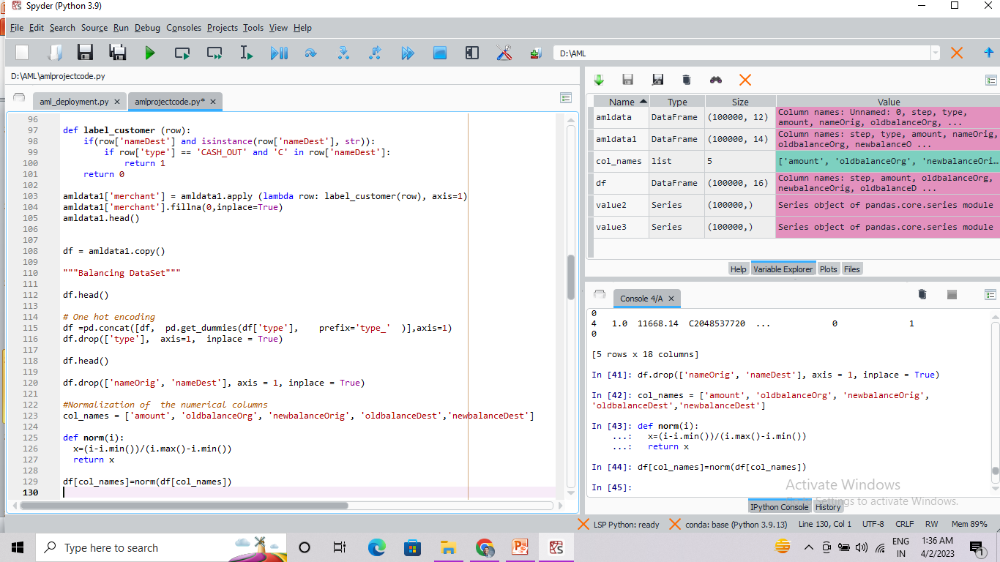 Spyder (Python 3.9)
File Edit Search Source Run Debug Consoles Projects Tools View Help
D:\AML
D:\AML\amlprojectcode.py
aml_deployment.py
amlprojectcode.py*
96
97 def label_customer (row):
98 if(row['nameDest'] and isinstance(row['nameDest'], str)):
99 if row['type'] == 'CASH_OUT' and 'C' in row['nameDest']:
100 return 1
101 return 0
102
103 amldata1['merchant'] = amldata1.apply (lambda row: label_customer(row), axis=1)
104 amldata1['merchant'].fillna(0,inplace=True)
105 amldata1.head()
106
107
108 df = amldata1.copy()
109
110 """Balancing DataSet"""
111
112 df.head()
113
114 # One hot encoding
115 df =pd.concat([df, pd.get_dummies(df['type'], prefix='type_' )],axis=1)
116 df.drop(['type'], axis=1, inplace = True)
117
118 df.head()
119
120 df.drop(['nameOrig', 'nameDest'], axis = 1, inplace = True)
121
122 #Normalization of the numerical columns
123 col_names = ['amount', 'oldbalanceOrg', 'newbalanceOrig', 'oldbalanceDest','newbalanceDest']
124
125 def norm(i):
126 x=(i-i.min())/(i.max()-i.min())
127 return x
128
129 df[col_names]=norm(df[col_names])
130
Name Type Size Value
amldata DataFrame (100000, 12) Column names: Unnamed: 0, step, type,
amount, nameOrig, oldbalanceOrg, ...
amldata1 DataFrame (100000, 14) Column names: step, type, amount, nameOrig,
oldbalanceOrg, newbalanceO ...
col_names list 5 ['amount', 'oldbalanceOrg', 'newbalanceOri…
df DataFrame (100000, 16) Column names: step, amount, oldbalanceOrg,
newbalanceOrig, oldbalanceD ...
value2 Series (100000,) Series object of pandas.core.series module
value3 Series (100000,) Series object of pandas.core.series module
Help Variable Explorer Plots Files
Console 4/A
0
4 1.0 11668.14 C2048537720 ... 0 1
0
[5 rows x 18 columns]
In [41]: df.drop(['nameOrig', 'nameDest'], axis = 1, inplace = True)
In [42]: col_names = ['amount', 'oldbalanceOrg', 'newbalanceOrig',
'oldbalanceDest','newbalanceDest']
In [43]: def norm(i):
...: x=(i-i.min())/(i.max()-i.min())
...: return x
In [44]: df[col_names]=norm(df[col_names])
In [45]:
Activate Windows
Settings to activate Windows.
IPython Console History
LSP Python: ready conda: base (Python 3.9.13) Line 130, Col 1 UTF-8 CRLF RW Mem 89%
Type here to search
ENG
IN
1:36 AM
4/2/2023
1